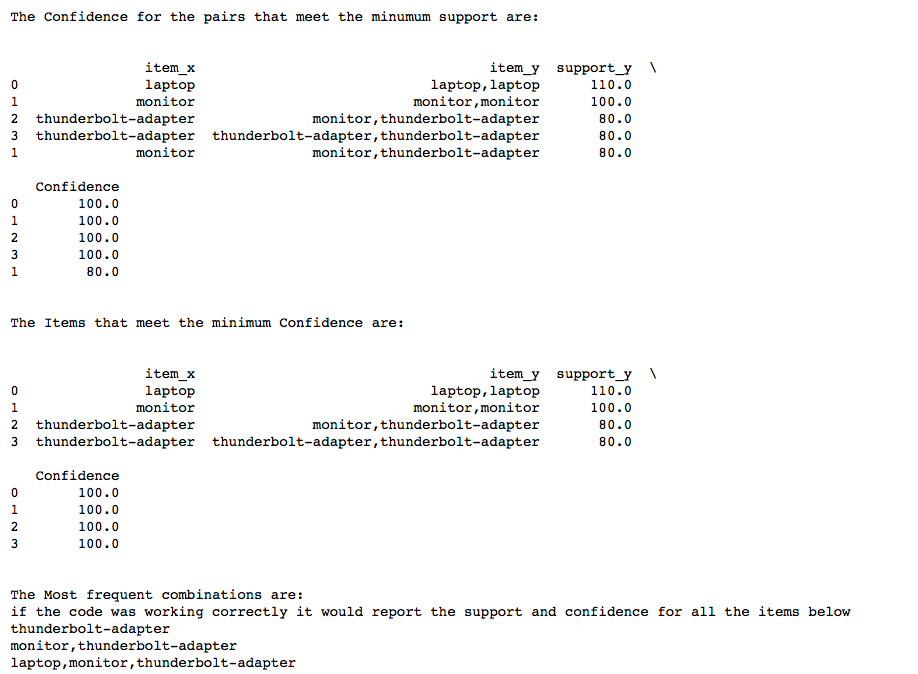 The Confidence for the pairs that meet the minumum support are:
item_x item_y support_y \
0 laptop laptop,laptop 110.0
1 monitor monitor,monitor 100.0
2 thunderbolt-adapter monitor,thunderbolt-adapter 80.0
3 thunderbolt-adapter thunderbolt-adapter,thunderbolt-adapter 80.0
1 monitor monitor,thunderbolt-adapter 80.0
Confidence
0 100.0
1 100.0
2 100.0
3 100.0
1 80.0
The Items that meet the minimum Confidence are:
item_x item_y support_y \
0 laptop laptop,laptop 110.0
1 monitor monitor,monitor 100.0
2 thunderbolt-adapter monitor,thunderbolt-adapter 80.0
3 thunderbolt-adapter thunderbolt-adapter,thunderbolt-adapter 80.0
Confidence
0 100.0
1 100.0
2 100.0
3 100.0
The Most frequent combinations are:
if the code was working correctly it would report the support and confidence for all the items below
thunderbolt-adapter
monitor,thunderbolt-adapter
laptop,monitor,thunderbolt-adapter